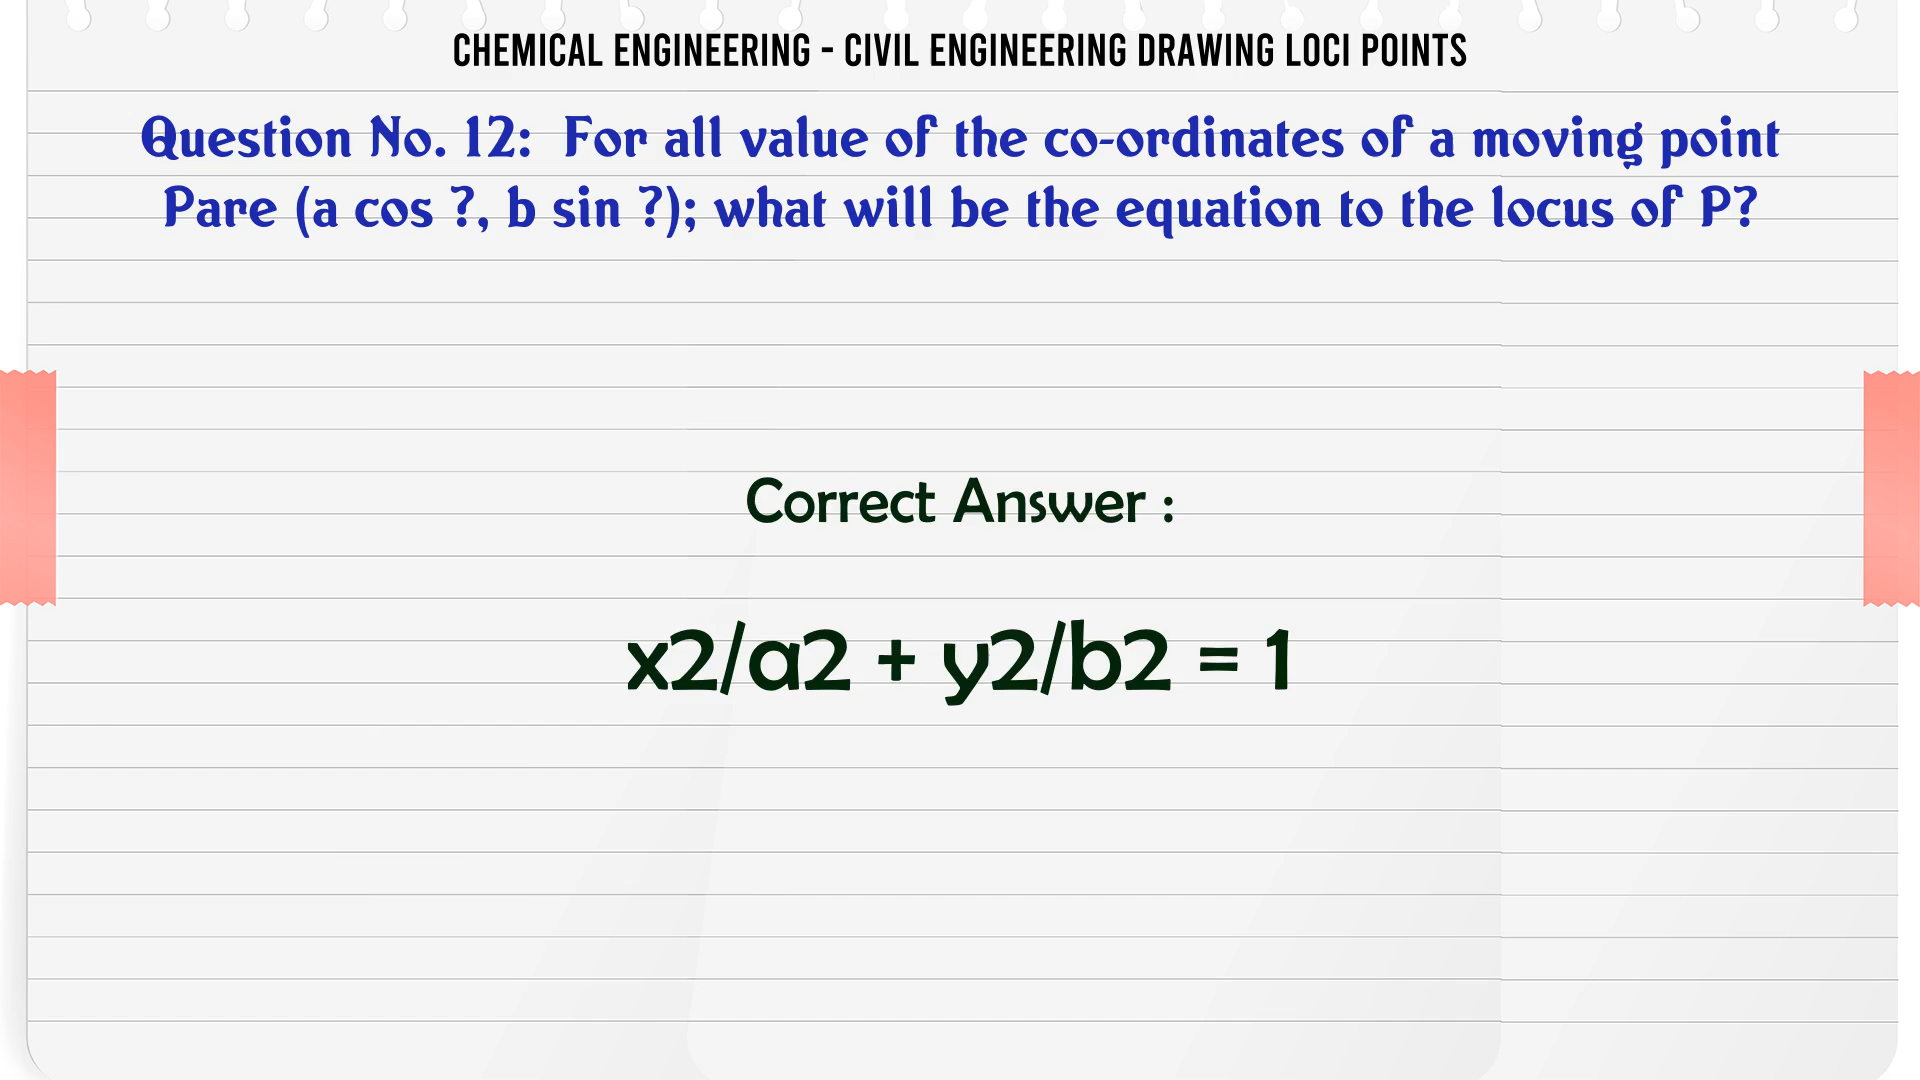 CHEMICAL ENGINEERING - CIVIL ENGINEERING DRAWING LOCI POINTS
Question No. 12: For all value of the co-ordinates of a moving point
Pare (a cos ?, b sin ?); what will be the equation to the locus of P?
Correct Answer :
x2/a2 + y2/b2 = 1